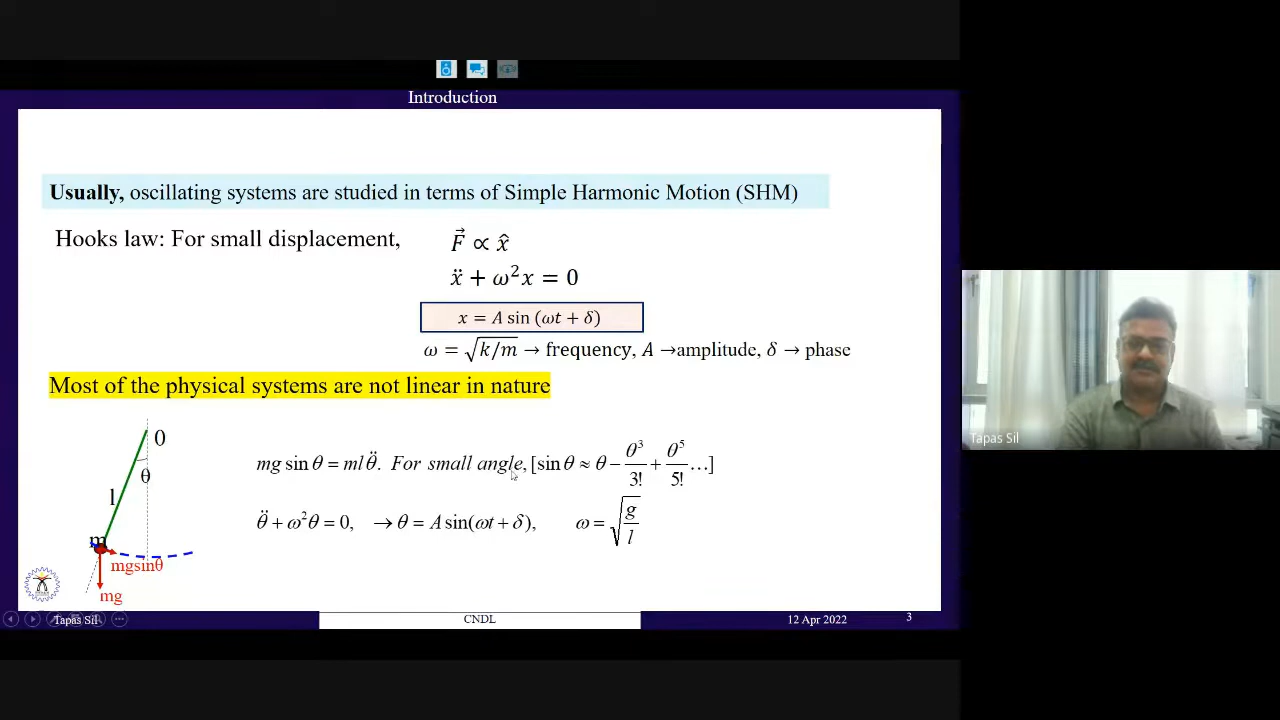 Introduction
Usually, oscillating systems are studied in terms of Simple Harmonic Motion (SHM)
Hooks law: For small displacement, F⃗ ∝ x̂
ẍ + ω²x = 0
x = A sin (ωt + δ)
ω = √k/m → frequency, A →amplitude, δ → phase
Most of the physical systems are not linear in nature
0
θ
l
m
mgsinθ
mg
mg sin θ = ml θ̈. For small angle, [sin θ ≈ θ − θ³/3! + θ⁵/5! ...]
θ̈ + ω²θ = 0, → θ = A sin(ωt + δ), ω = √g/l
Tapas Sil
CNDL
12 Apr 2022
3
Tapas Sil